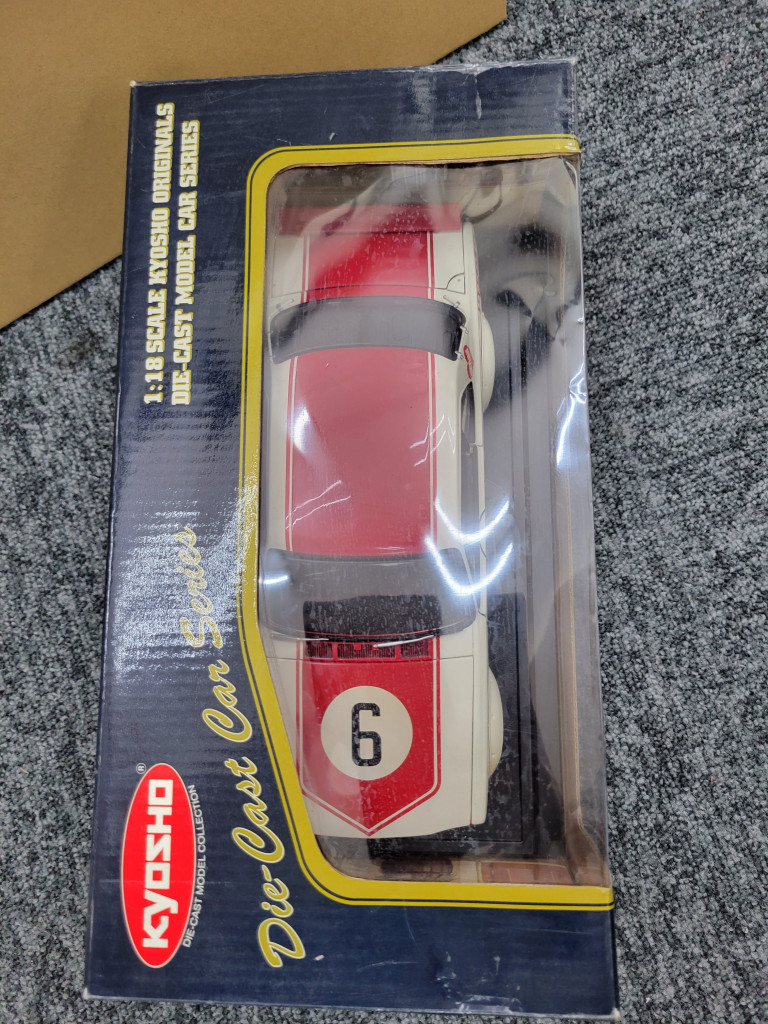 1:18 SCALE KYOSHO ORIGINALS
DIE-CAST MODEL CAR SERIES
Die-Cast Car Series
KYOSHO®
DIE-CAST MODEL COLLECTION
6